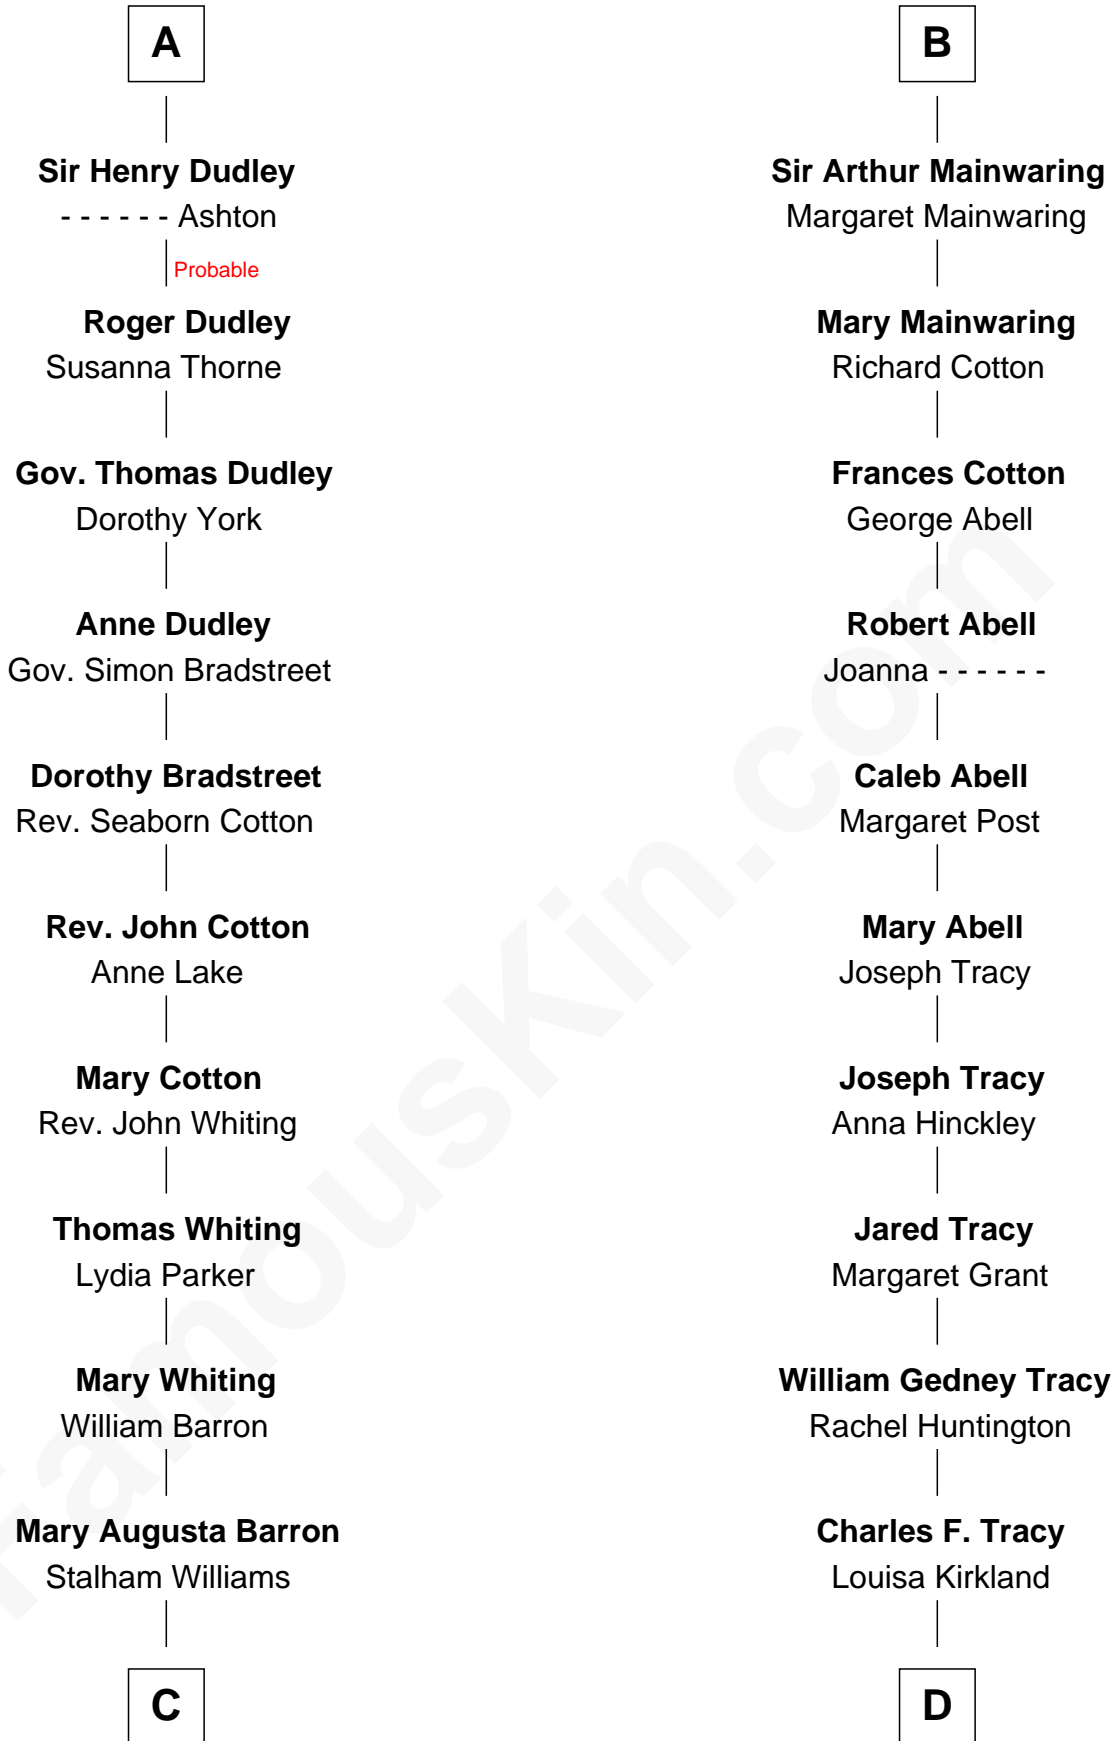 A
Sir Henry Dudley
- - - - - - Ashton
Probable
Roger Dudley
Susanna Thorne
Gov. Thomas Dudley
Dorothy York
Anne Dudley
Gov. Simon Bradstreet
Dorothy Bradstreet
Rev. Seaborn Cotton
Rev. John Cotton
Anne Lake
Mary Cotton
Rev. John Whiting
Thomas Whiting
Lydia Parker
Mary Whiting
William Barron
Mary Augusta Barron
Stalham Williams
C
B
Sir Arthur Mainwaring
Margaret Mainwaring
Mary Mainwaring
Richard Cotton
Frances Cotton
George Abell
Robert Abell
Joanna - - - - - -
Caleb Abell
Margaret Post
Mary Abell
Joseph Tracy
Joseph Tracy
Anna Hinckley
Jared Tracy
Margaret Grant
William Gedney Tracy
Rachel Huntington
Charles F. Tracy
Louisa Kirkland
D
FamousKin.com